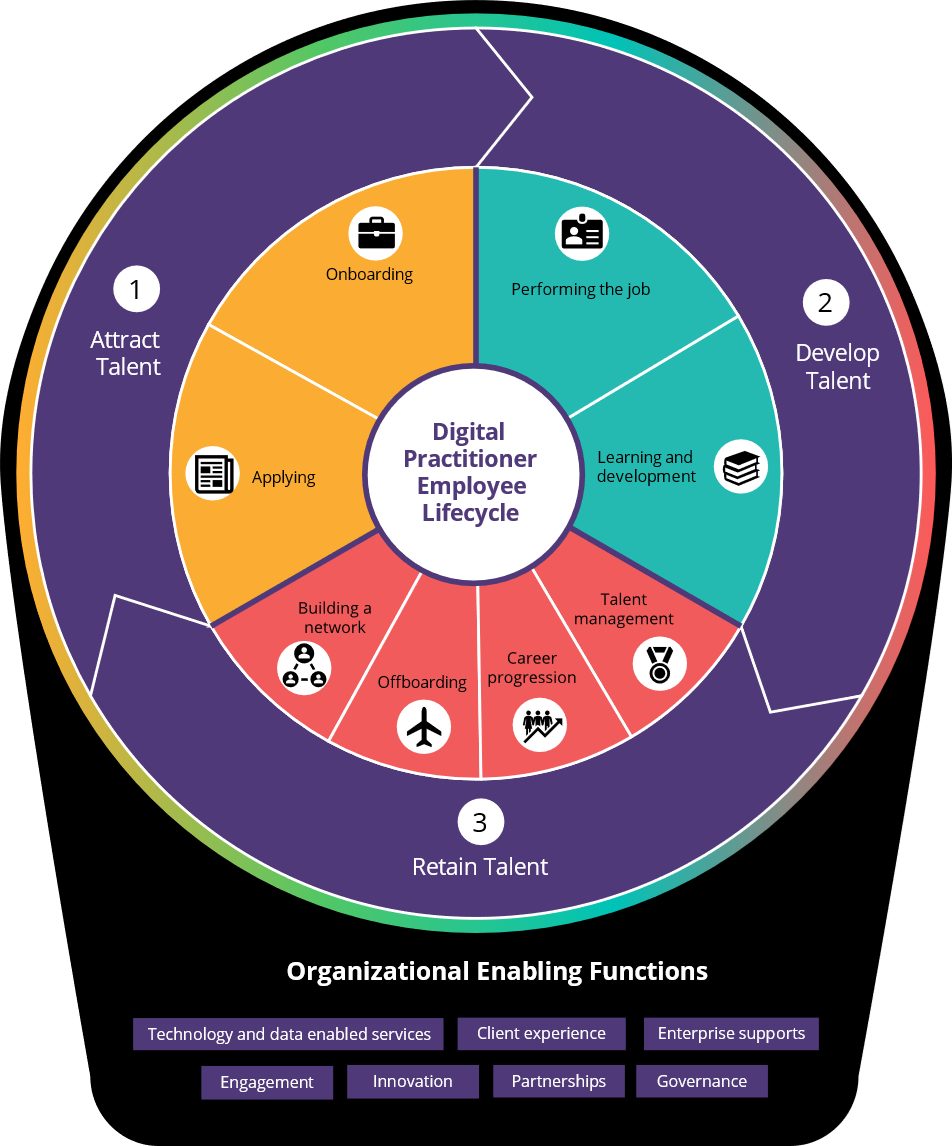 1
Attract
Talent
2
Develop
Talent
3
Retain Talent
Onboarding
Applying
Performing the job
Learning and
development
Talent
management
Career
progression
Offboarding
Building a
network
Digital
Practitioner
Employee
Lifecycle
Organizational Enabling Functions
Technology and data enabled services
Client experience
Enterprise supports
Engagement
Innovation
Partnerships
Governance